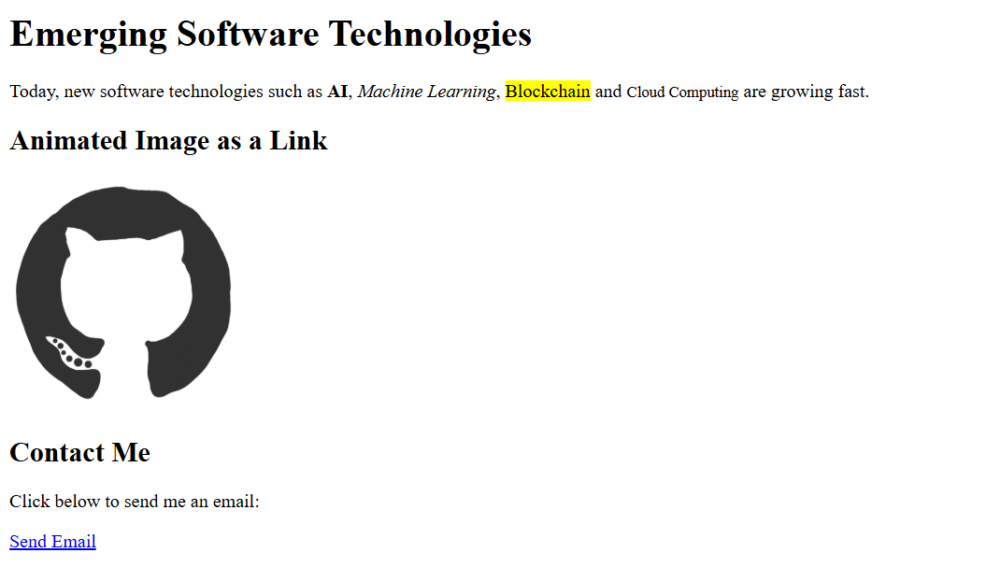 Emerging Software Technologies
Today, new software technologies such as AI, Machine Learning, Blockchain and Cloud Computing are growing fast.
Animated Image as a Link
Contact Me
Click below to send me an email:
Send Email